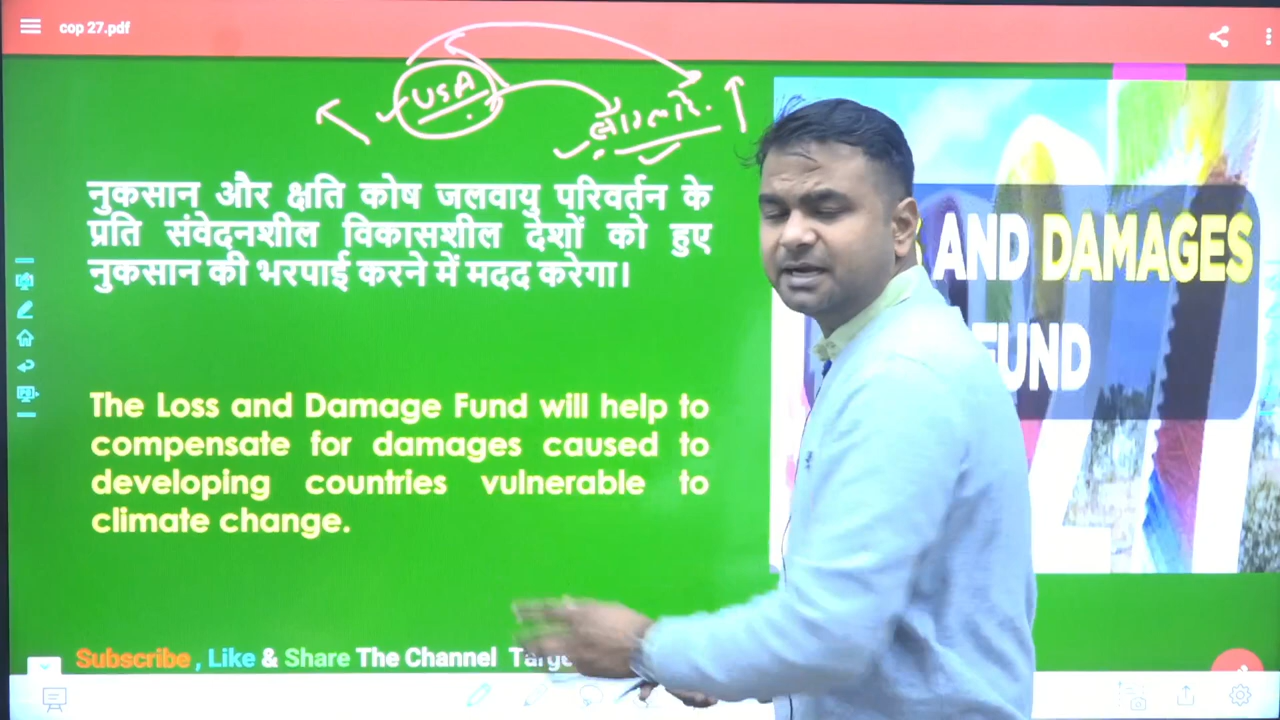 cop 27.pdf
USA
नुकसान और क्षति कोष जलवायु परिवर्तन के
प्रति संवेदनशील विकासशील देशों को हुए
नुकसान की भरपाई करने में मदद करेगा।
The Loss and Damage Fund will help to
compensate for damages caused to
developing countries vulnerable to
climate change.
AND DAMAGES
FUND
Subscribe , Like & Share The Channel